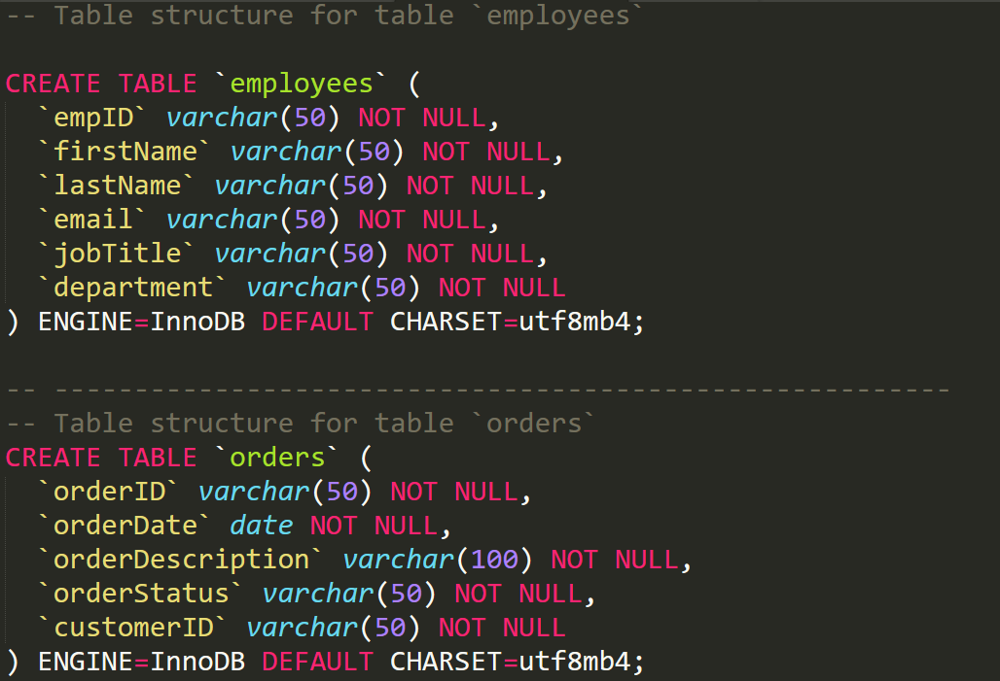 -- Table structure for table `employees`
CREATE TABLE `employees` (
`empID` varchar(50) NOT NULL,
`firstName` varchar(50) NOT NULL,
`lastName` varchar(50) NOT NULL,
`email` varchar(50) NOT NULL,
`jobTitle` varchar(50) NOT NULL,
`department` varchar(50) NOT NULL
) ENGINE=InnoDB DEFAULT CHARSET=utf8mb4;
-- --------------------------------------------------------
-- Table structure for table `orders`
CREATE TABLE `orders` (
`orderID` varchar(50) NOT NULL,
`orderDate` date NOT NULL,
`orderDescription` varchar(100) NOT NULL,
`orderStatus` varchar(50) NOT NULL,
`customerID` varchar(50) NOT NULL
) ENGINE=InnoDB DEFAULT CHARSET=utf8mb4;